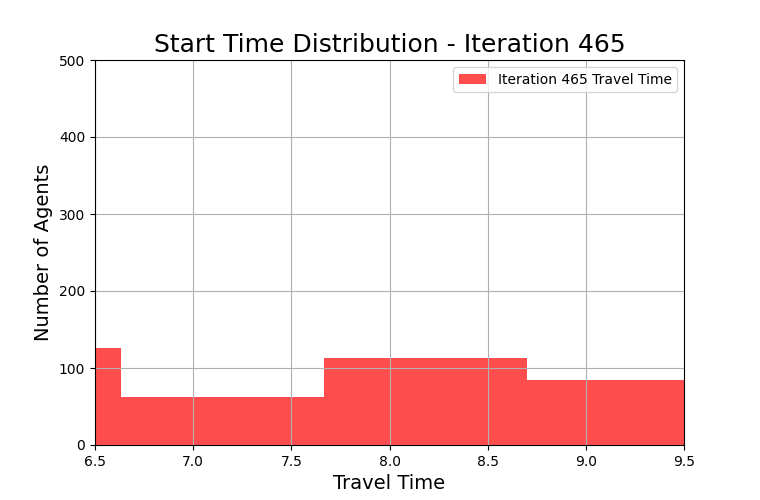 Start Time Distribution - Iteration 465
Iteration 465 Travel Time
500
400
300
200
100
0
Number of Agents
6.5 7.0 7.5 8.0 8.5 9.0 9.5
Travel Time